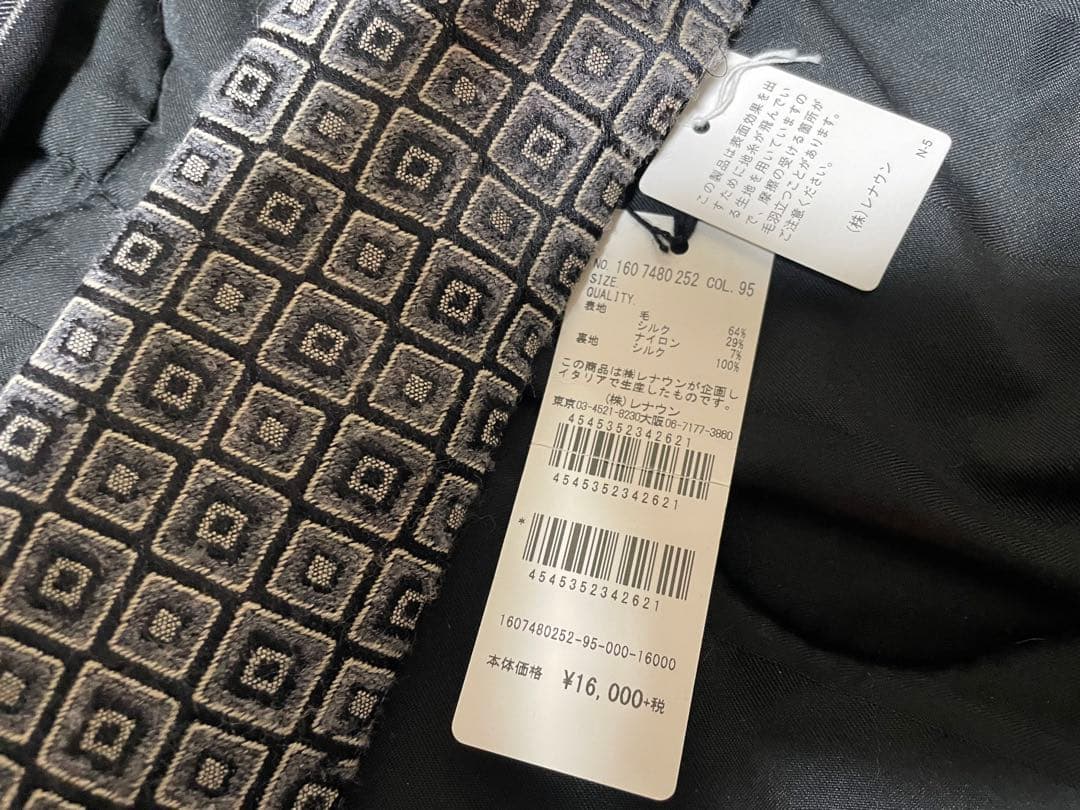 この製品は表面効果を出
すために地糸が飛んでい
る生地を用いていますの
で、摩擦の受ける箇所が
毛羽立つことがあります。
ご注意ください。
(株)レナウン
N-5
NO. 160 7480 252 COL. 95
SIZE.
QUALITY.
表地 毛 64%
シルク 29%
ナイロン 7%
裏地 シルク 100%
この商品は㈱レナウンが企画し
イタリアで生産したものです。
(株)レナウン
東京03-4521-8230大阪06-7177-3860
4545352342621
4545352342621
*
4545352342621
1607480252-95-000-16000
本体価格 ¥16,000+税